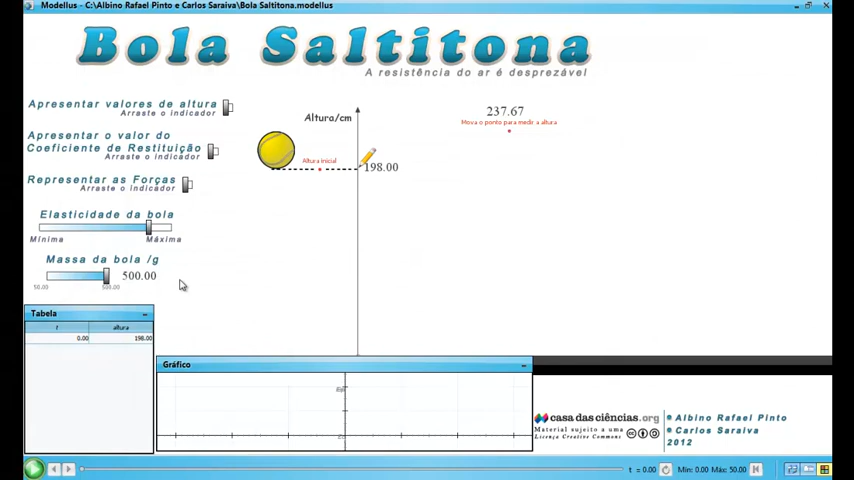 Modellus - C:\Albino Rafael Pinto e Carlos Saraiva\Bola Saltitona.modellus
Bola Saltitona
A resistência do ar é desprezável
Apresentar valores de altura
Arraste o indicador
Altura/cm
237.67
Mova o ponto para medir a altura
Apresentar o valor do
Coeficiente de Restituição
Arraste o indicador
Altura inicial
198.00
Representar as Forças
Arraste o indicador
Elasticidade da bola
Mínima Máxima
Massa da bola /g
500.00
50.00 500.00
Tabela
t altura
0.00 198.00
Gráfico
casa das ciências.org
Material sujeito a uma
Licença Creative Commons
Albino Rafael Pinto
Carlos Saraiva
2012
t = 0.00 Mín: 0.00 Máx: 50.00